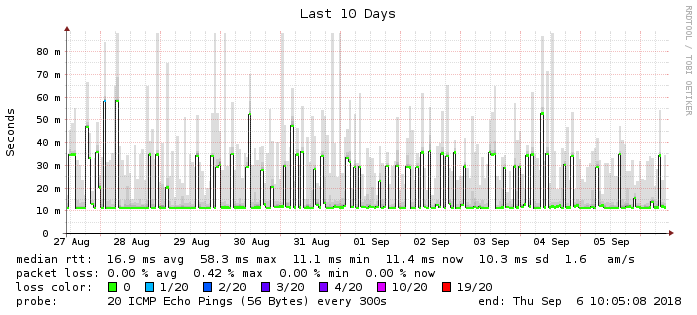 Last 10 Days
RRDTOOL / TOBI OETIKER
Seconds
80 m
70 m
60 m
50 m
40 m
30 m
20 m
10 m
0
27 Aug 28 Aug 29 Aug 30 Aug 31 Aug 01 Sep 02 Sep 03 Sep 04 Sep 05 Sep
median rtt: 16.9 ms avg 58.3 ms max 11.1 ms min 11.4 ms now 10.3 ms sd 1.6 am/s
packet loss: 0.00 % avg 0.42 % max 0.00 % min 0.00 % now
loss color: 0 1/20 2/20 3/20 4/20 10/20 19/20
probe: 20 ICMP Echo Pings (56 Bytes) every 300s end: Thu Sep 6 10:05:08 2018